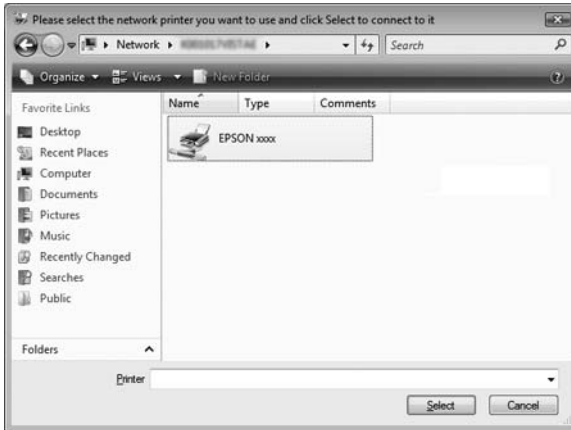 Please select the network printer you want to use and click Select to connect to it
Network
Search
Organize Views New Folder
Favorite Links
Name Type Comments
Desktop
EPSON xxxx
Recent Places
Computer
Documents
Pictures
Music
Recently Changed
Searches
Public
Folders
Printer
Select Cancel